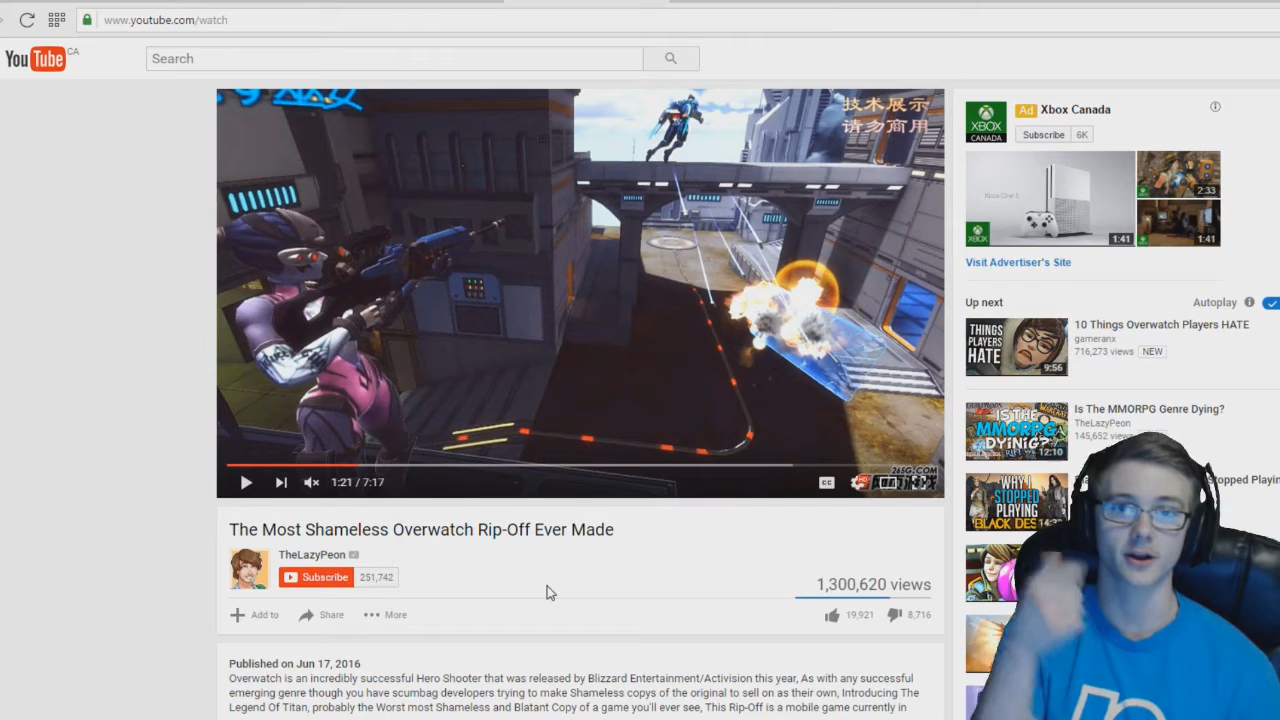 www.youtube.com/watch
YouTube CA
Search
技术展示
请勿商用
1:21 / 7:17
CC
HD
265G.COM
The Most Shameless Overwatch Rip-Off Ever Made
TheLazyPeon
Subscribe 251,742
1,300,620 views
Add to Share More
19,921 8,716
Published on Jun 17, 2016
Overwatch is an incredibly successful Hero Shooter that was released by Blizzard Entertainment/Activision this year, As with any successful
emerging genre though you have scumbag developers trying to make Shameless copys of the original to sell on as their own, Introducing The
Legend Of Titan, probably the Worst most Shameless and Blatant Copy of a game you'll ever see, This Rip-Off is a mobile game currently in
XBOX
CANADA
Ad Xbox Canada
Subscribe 6K
Xbox One S
1:41
2:33
1:41
Visit Advertiser's Site
Up next
Autoplay
THINGS
PLAYERS
HATE
9:56
10 Things Overwatch Players HATE
gameranx
716,273 views NEW
IS THE
MMORPG
DYINIG?
12:10
Is The MMORPG Genre Dying?
TheLazyPeon
145,652
WHY I
STOPPED
PLAYING
BLACK DES
Stopped Playin